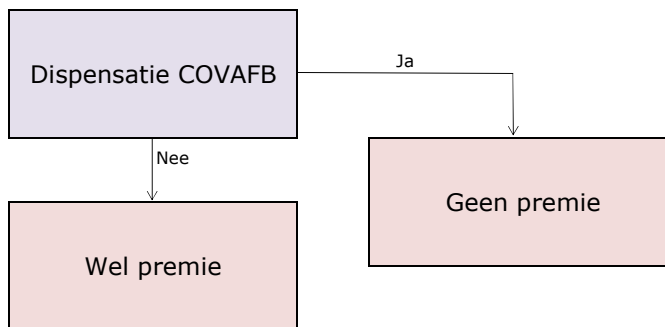 Dispensatie COVAFB
Ja
Nee
Geen premie
Wel premie